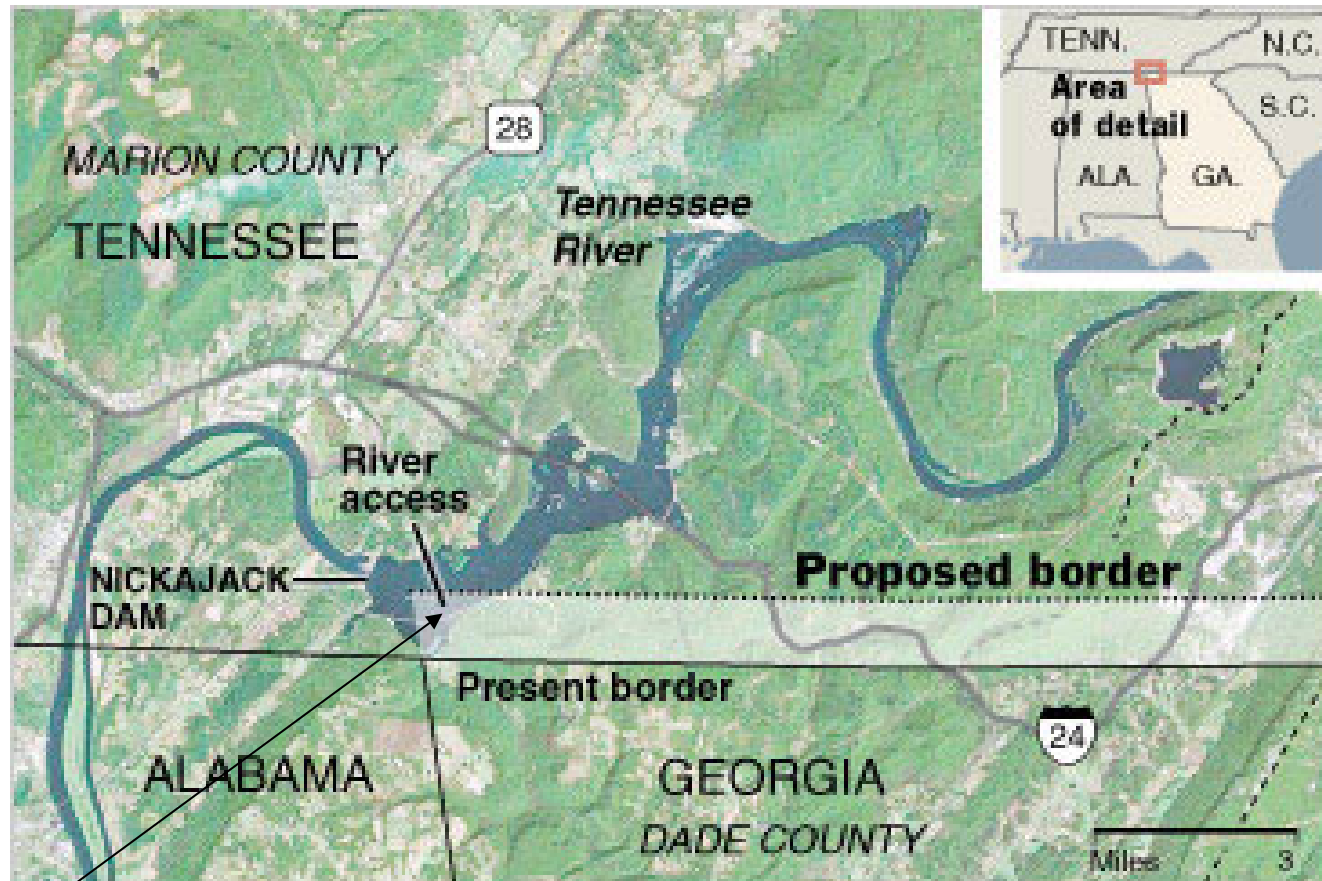 TENN.
N.C.
Area
of detail
S.C.
ALA.
GA.
28
MARION COUNTY
TENNESSEE
Tennessee
River
River
access
NICKAJACK
DAM
Proposed border
Present border
24
ALABAMA
GEORGIA
DADE COUNTY
Miles 3